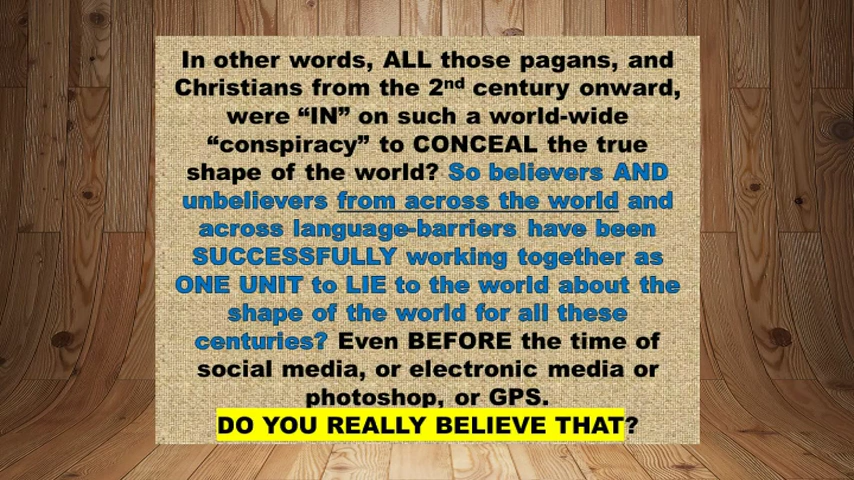 In other words, ALL those pagans, and
Christians from the 2nd century onward,
were “IN” on such a world-wide
“conspiracy” to CONCEAL the true
shape of the world? So believers AND
unbelievers from across the world and
across language-barriers have been
SUCCESSFULLY working together as
ONE UNIT to LIE to the world about the
shape of the world for all these
centuries? Even BEFORE the time of
social media, or electronic media or
photoshop, or GPS.
DO YOU REALLY BELIEVE THAT?